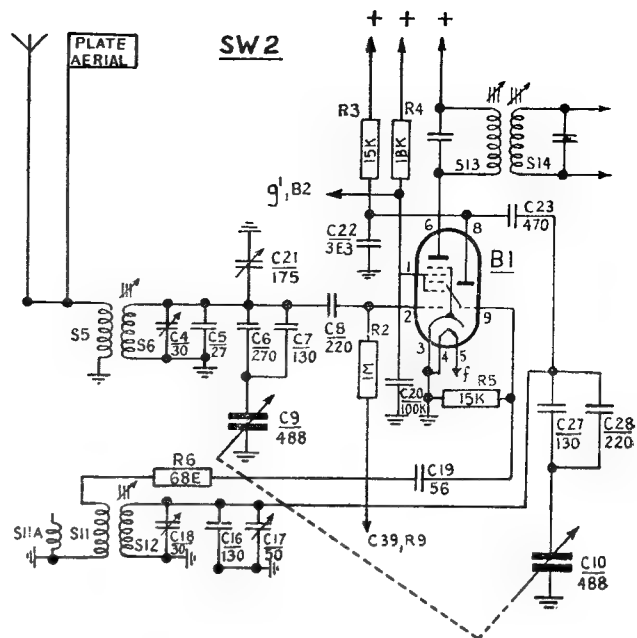 PLATE
AERIAL
SW2
+ + +
R3
15K
R4
18K
S13
S14
g', B2
C23
470
6
8
C22
3E3
B1
C21
175
1
2
9
3
4
5
f
S5
S6
C4
30
C5
27
C6
270
C7
130
C8
220
R2
1M
C20
100K
R5
15K
C27
130
C28
220
C9
488
R6
68E
C19
56
S11A
S11
S12
C18
30
C16
130
C17
50
C39, R9
C10
488